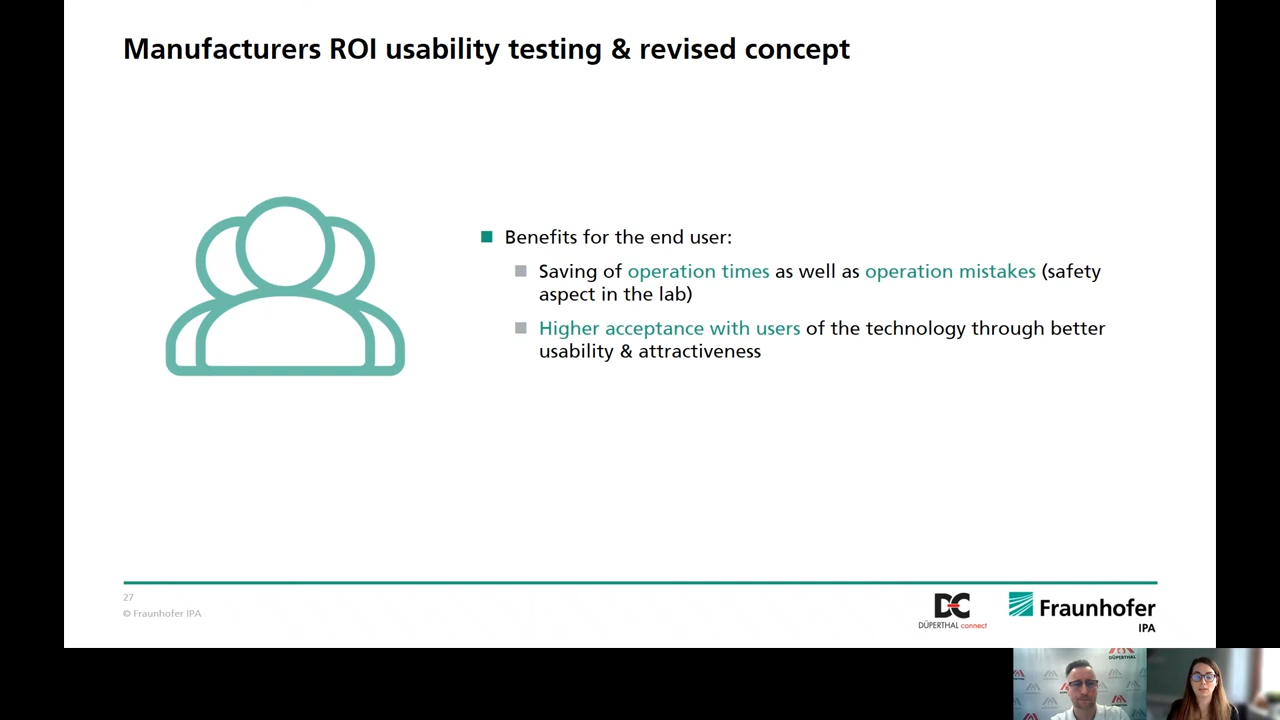 Manufacturers ROI usability testing & revised concept
Benefits for the end user:
Saving of operation times as well as operation mistakes (safety
aspect in the lab)
Higher acceptance with users of the technology through better
usability & attractiveness
27
© Fraunhofer IPA
DC
DÜPERTHAL connect
Fraunhofer
IPA
DÜPERTHAL